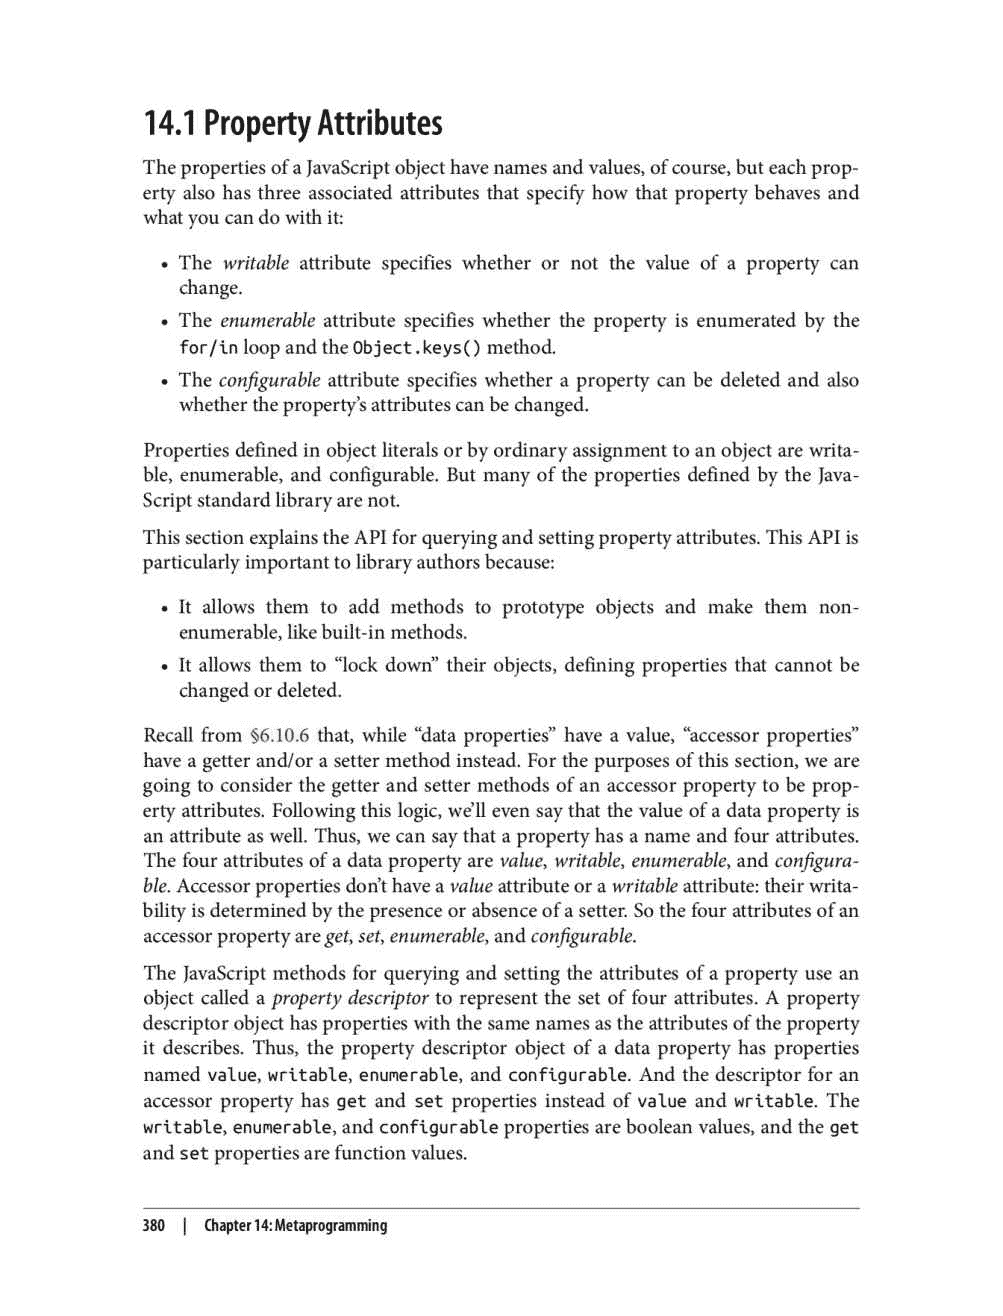 14.1 Property Attributes
The properties of a JavaScript object have names and values, of course, but each prop-
erty also has three associated attributes that specify how that property behaves and
what you can do with it:
• The writable attribute specifies whether or not the value of a property can
change.
• The enumerable attribute specifies whether the property is enumerated by the
for/in loop and the Object.keys() method.
• The configurable attribute specifies whether a property can be deleted and also
whether the property’s attributes can be changed.
Properties defined in object literals or by ordinary assignment to an object are writa-
ble, enumerable, and configurable. But many of the properties defined by the Java-
Script standard library are not.
This section explains the API for querying and setting property attributes. This API is
particularly important to library authors because:
• It allows them to add methods to prototype objects and make them non-
enumerable, like built-in methods.
• It allows them to “lock down” their objects, defining properties that cannot be
changed or deleted.
Recall from §6.10.6 that, while “data properties” have a value, “accessor properties”
have a getter and/or a setter method instead. For the purposes of this section, we are
going to consider the getter and setter methods of an accessor property to be prop-
erty attributes. Following this logic, we’ll even say that the value of a data property is
an attribute as well. Thus, we can say that a property has a name and four attributes.
The four attributes of a data property are value, writable, enumerable, and configura-
ble. Accessor properties don’t have a value attribute or a writable attribute: their writa-
bility is determined by the presence or absence of a setter. So the four attributes of an
accessor property are get, set, enumerable, and configurable.
The JavaScript methods for querying and setting the attributes of a property use an
object called a property descriptor to represent the set of four attributes. A property
descriptor object has properties with the same names as the attributes of the property
it describes. Thus, the property descriptor object of a data property has properties
named value, writable, enumerable, and configurable. And the descriptor for an
accessor property has get and set properties instead of value and writable. The
writable, enumerable, and configurable properties are boolean values, and the get
and set properties are function values.
380 | Chapter 14: Metaprogramming